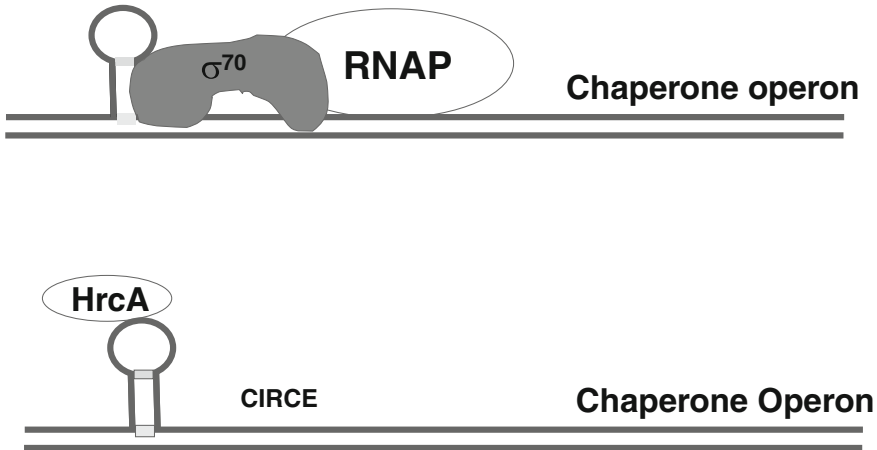 σ70 RNAP
Chaperone operon
HrcA
CIRCE
Chaperone Operon